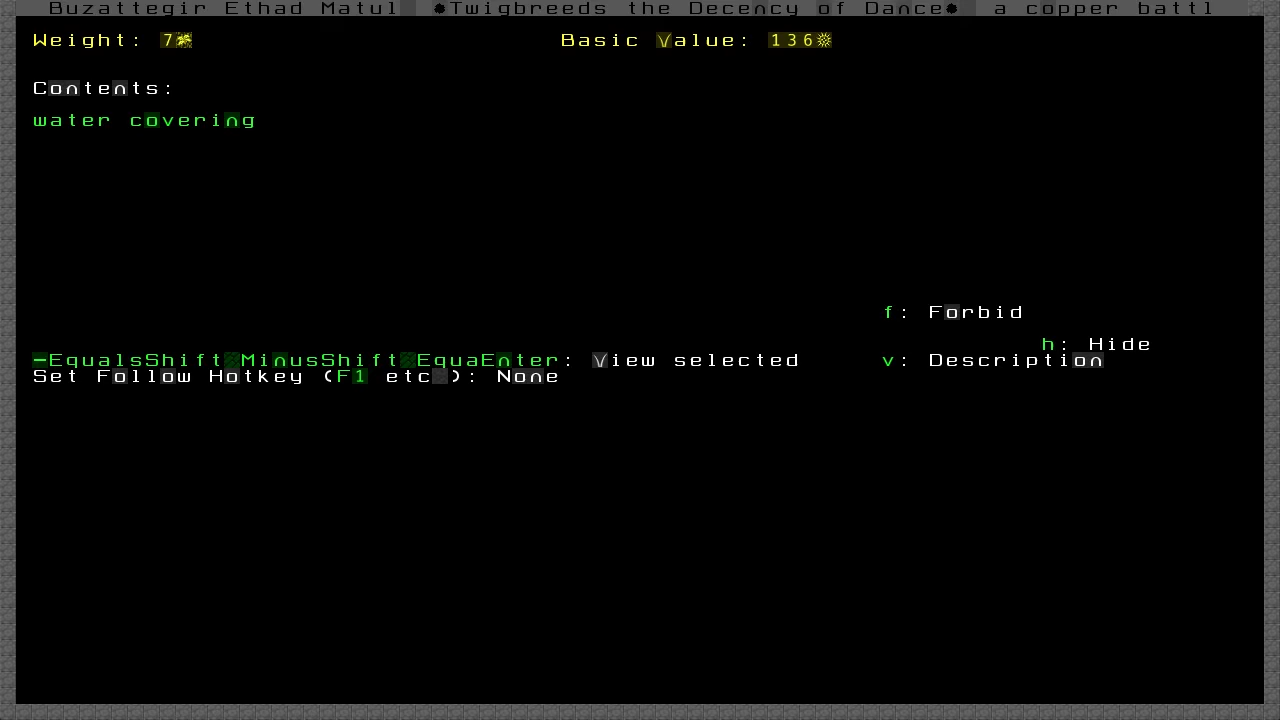 Buzattegir Ethad Matul ✹Twigbreeds the Decency of Dance✹ a copper battl
Weight: 7 Basic Value: 136☼
Contents:
water covering
f: Forbid
h: Hide
-EqualsShift MinusShift EquaEnter: View selected v: Description
Set Follow Hotkey (F1 etc ): None